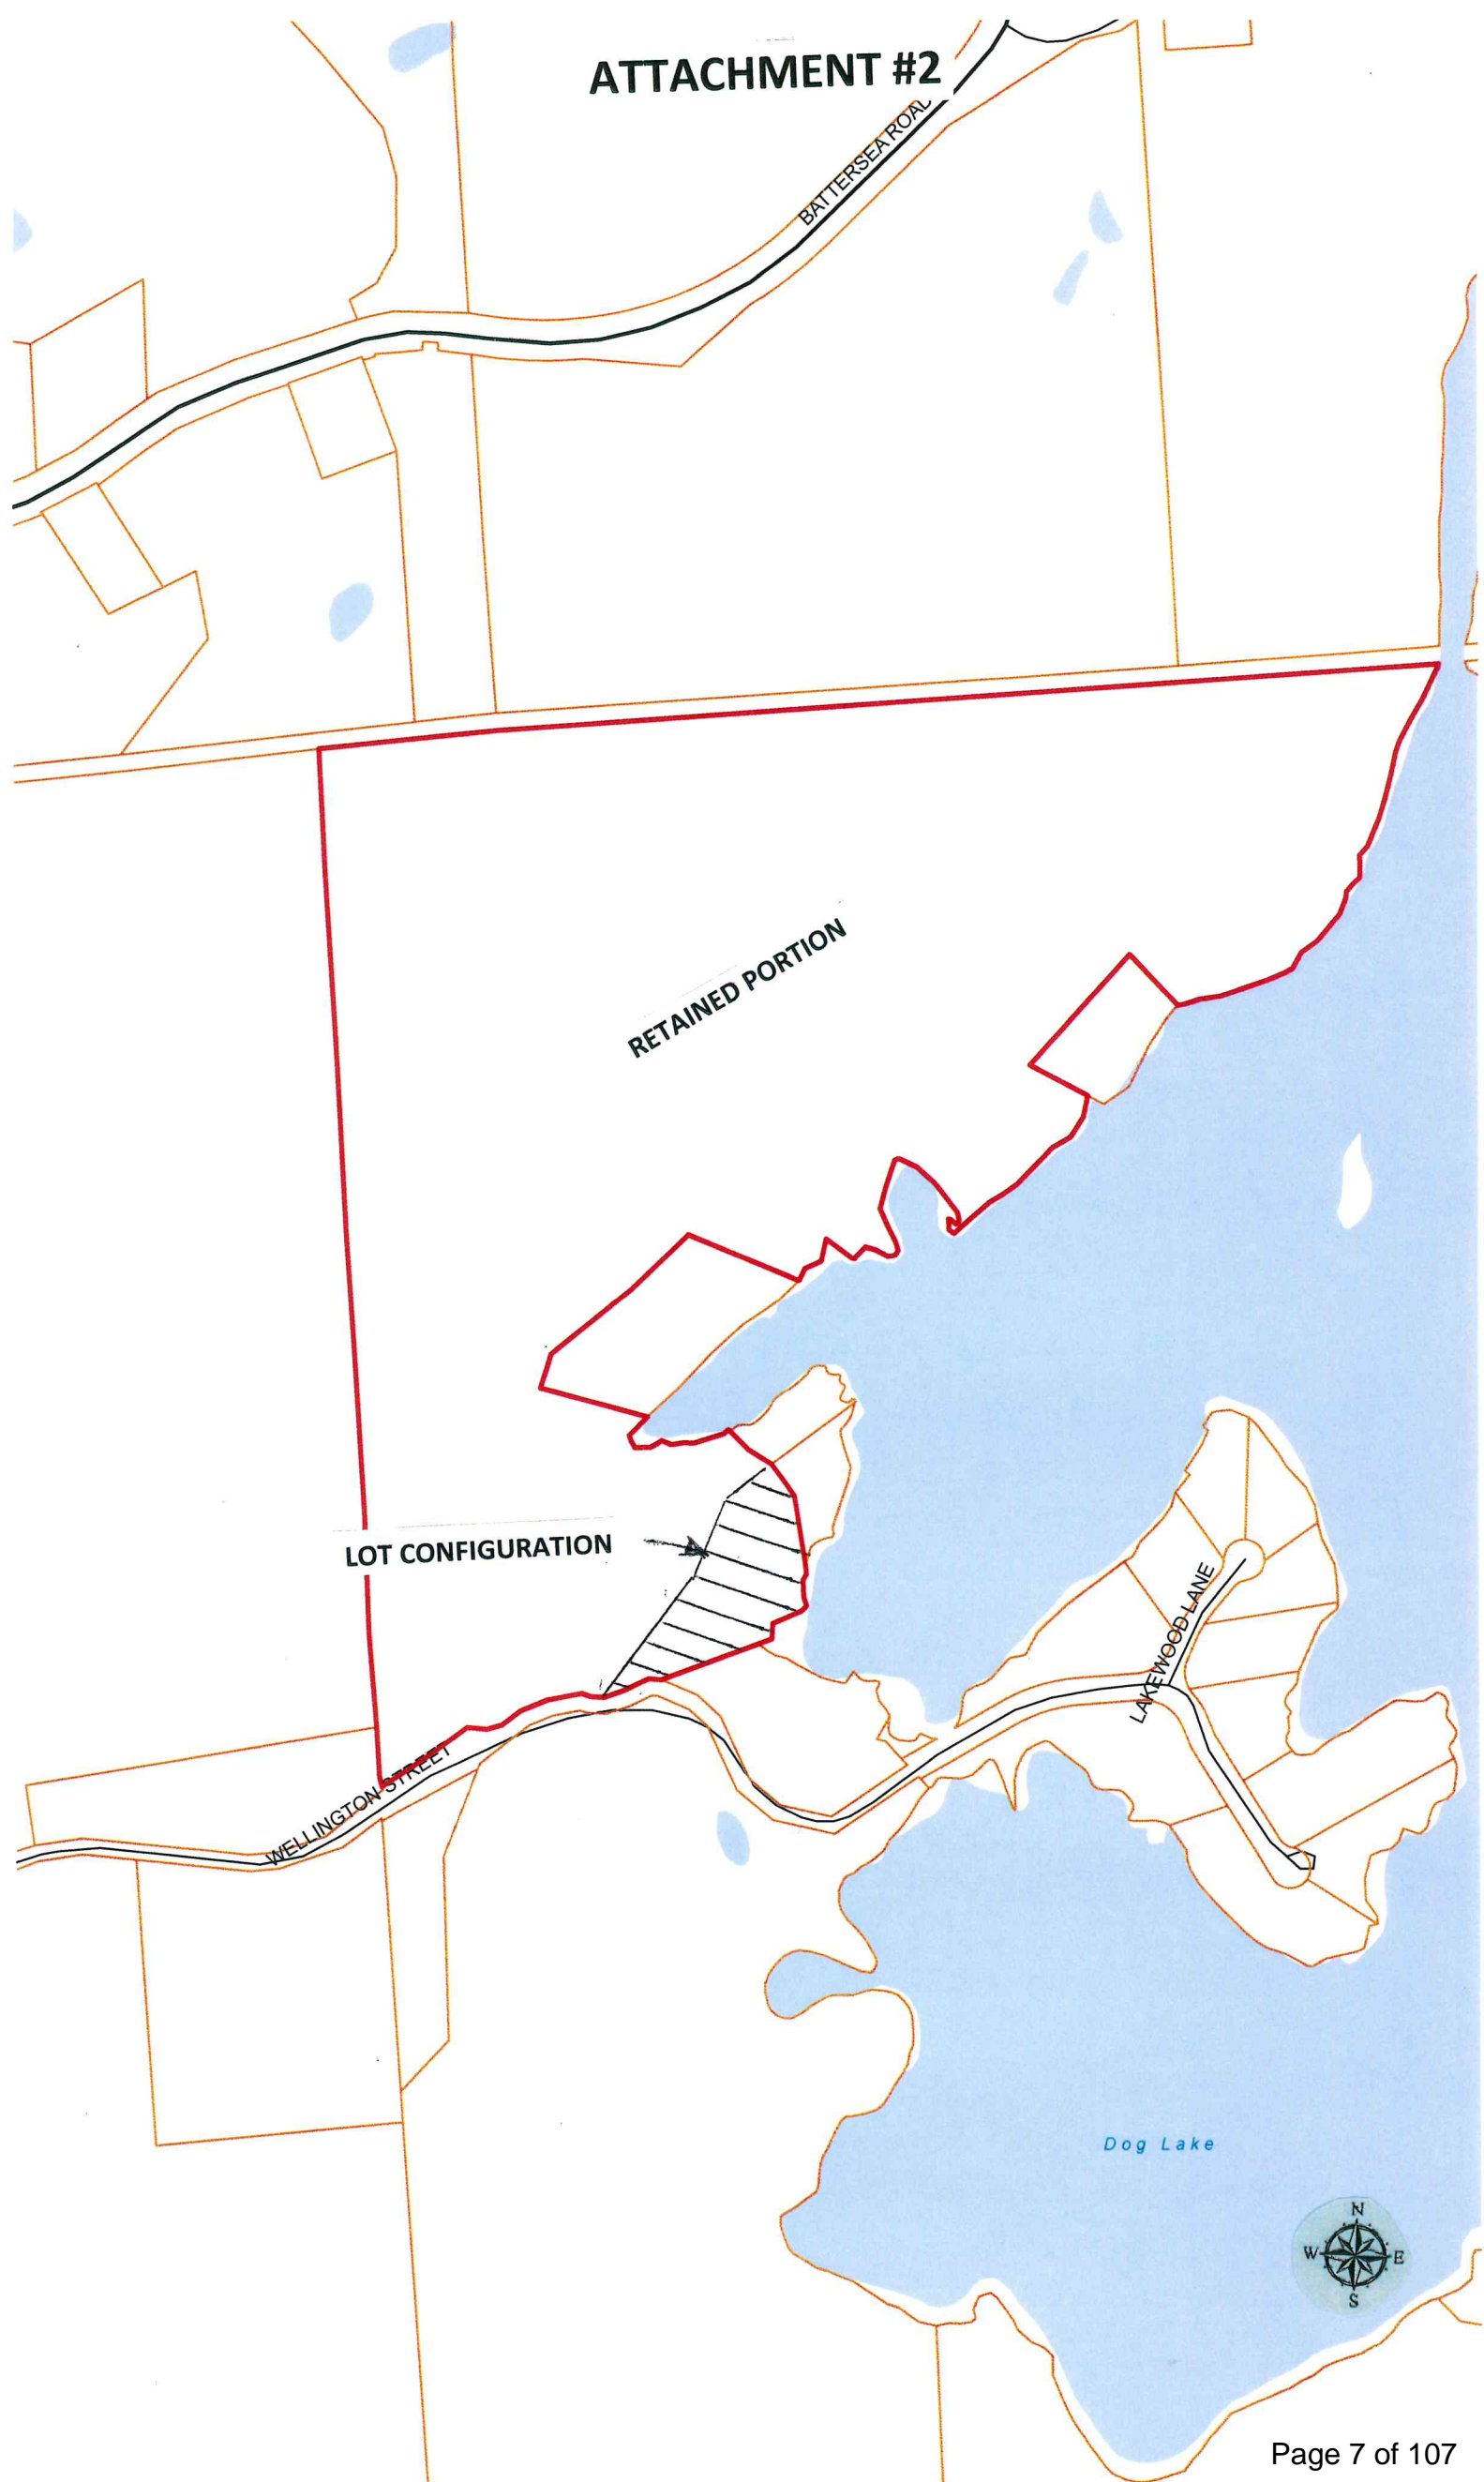 ATTACHMENT #2
BATTERSEA ROAD
RETAINED PORTION
LOT CONFIGURATION
LAKEWOOD LANE
WELLINGTON STREET
Dog Lake
N
W E
S
Page 7 of 107